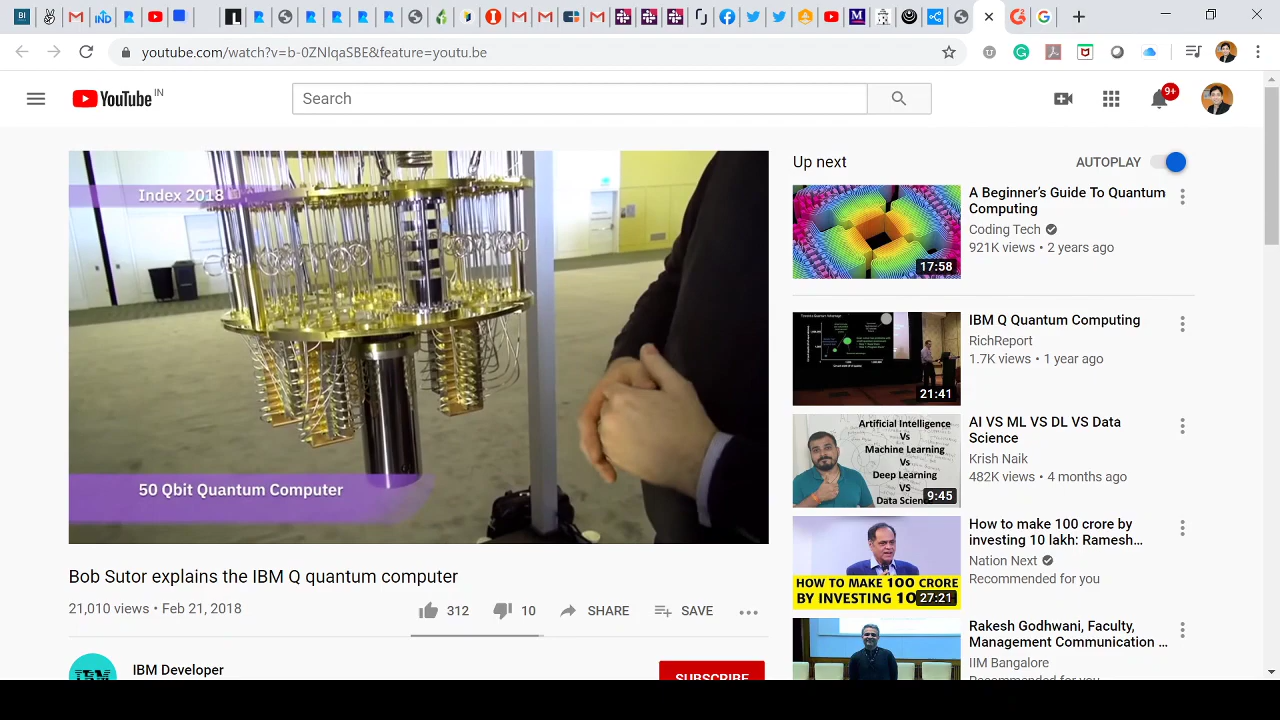 youtube.com/watch?v=b-0ZNlqaSBE&feature=youtu.be
YouTube IN
Search
9+
Index 2018
50 Qbit Quantum Computer
Bob Sutor explains the IBM Q quantum computer
21,010 views • Feb 21, 2018
312
10
SHARE
SAVE
IBM Developer
SUBSCRIBE
Up next
AUTOPLAY
17:58
A Beginner's Guide To Quantum
Computing
Coding Tech
921K views • 2 years ago
21:41
IBM Q Quantum Computing
RichReport
1.7K views • 1 year ago
Artificial Intelligence
Vs
Machine Learning
Vs
Deep Learning
VS
Data Scien
9:45
AI VS ML VS DL VS Data
Science
Krish Naik
482K views • 4 months ago
HOW TO MAKE 100 CRORE
BY INVESTING 10
27:21
How to make 100 crore by
investing 10 lakh: Ramesh...
Nation Next
Recommended for you
Rakesh Godhwani, Faculty,
Management Communication ...
IIM Bangalore
Recommended for you